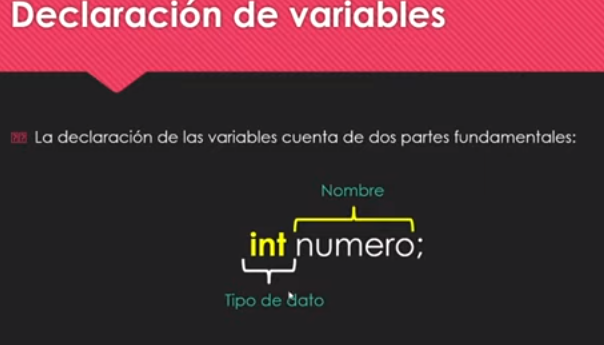 Declaración de variables
La declaración de las variables cuenta de dos partes fundamentales:
Nombre
int numero;
Tipo de dato